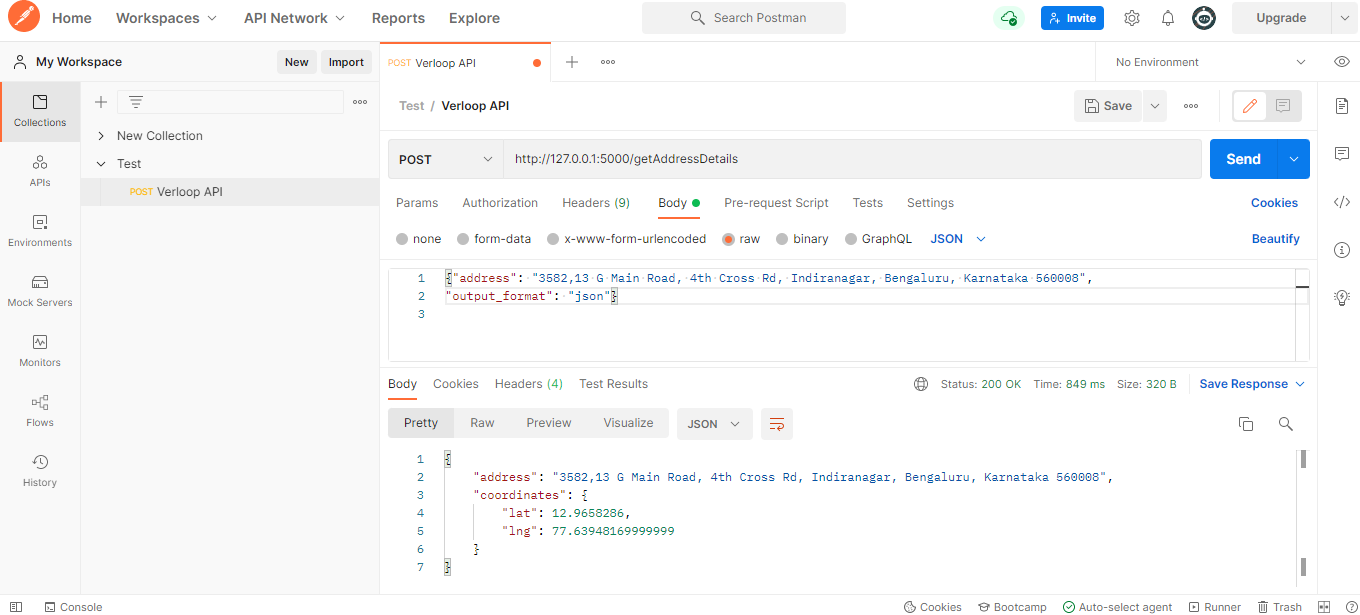 Home Workspaces API Network Reports Explore Search Postman Invite Upgrade
My Workspace New Import POST Verloop API No Environment
Collections
APIs
Environments
Mock Servers
Monitors
Flows
History
New Collection
Test
POST Verloop API
Test / Verloop API Save
POST http://127.0.0.1:5000/getAddressDetails Send
Params Authorization Headers (9) Body Pre-request Script Tests Settings Cookies
none form-data x-www-form-urlencoded raw binary GraphQL JSON Beautify
1 {"address": "3582,13 G Main Road, 4th Cross Rd, Indiranagar, Bengaluru, Karnataka 560008",
2 "output_format": "json"}
3
Body Cookies Headers (4) Test Results Status: 200 OK Time: 849 ms Size: 320 B Save Response
Pretty Raw Preview Visualize JSON
1 {
2 "address": "3582,13 G Main Road, 4th Cross Rd, Indiranagar, Bengaluru, Karnataka 560008",
3 "coordinates": {
4 "lat": 12.9658286,
5 "lng": 77.63948169999999
6 }
7 }
Console Cookies Bootcamp Auto-select agent Runner Trash